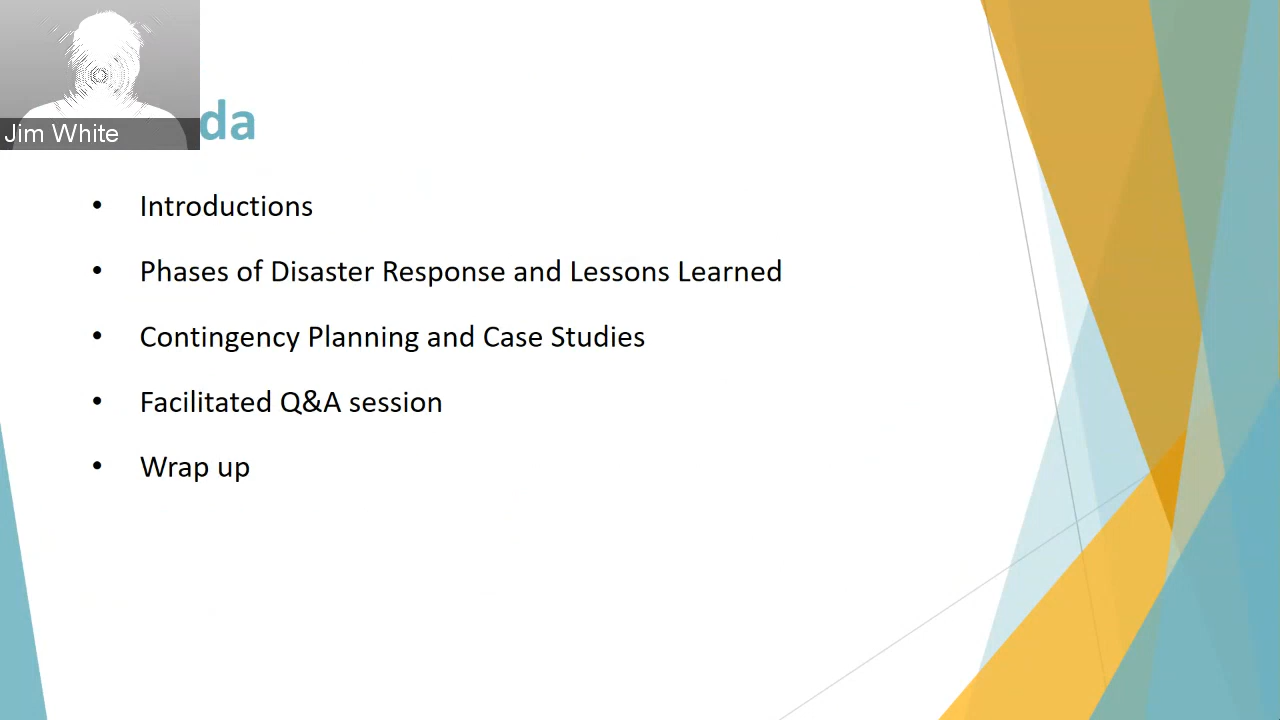 Jim White
da
• Introductions
• Phases of Disaster Response and Lessons Learned
• Contingency Planning and Case Studies
• Facilitated Q&A session
• Wrap up